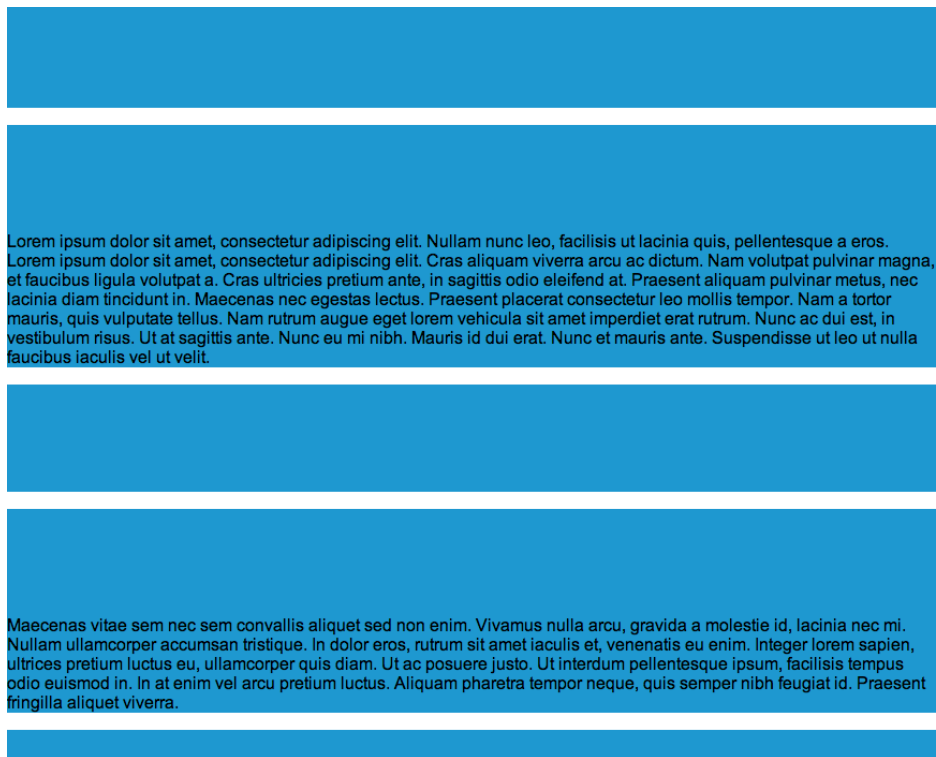 Lorem ipsum dolor sit amet, consectetur adipiscing elit. Nullam nunc leo, facilisis ut lacinia quis, pellentesque a eros.
Lorem ipsum dolor sit amet, consectetur adipiscing elit. Cras aliquam viverra arcu ac dictum. Nam volutpat pulvinar magna,
et faucibus ligula volutpat a. Cras ultricies pretium ante, in sagittis odio eleifend at. Praesent aliquam pulvinar metus, nec
lacinia diam tincidunt in. Maecenas nec egestas lectus. Praesent placerat consectetur leo mollis tempor. Nam a tortor
mauris, quis vulputate tellus. Nam rutrum augue eget lorem vehicula sit amet imperdiet erat rutrum. Nunc ac dui est, in
vestibulum risus. Ut at sagittis ante. Nunc eu mi nibh. Mauris id dui erat. Nunc et mauris ante. Suspendisse ut leo ut nulla
faucibus iaculis vel ut velit.
Maecenas vitae sem nec sem convallis aliquet sed non enim. Vivamus nulla arcu, gravida a molestie id, lacinia nec mi.
Nullam ullamcorper accumsan tristique. In dolor eros, rutrum sit amet iaculis et, venenatis eu enim. Integer lorem sapien,
ultrices pretium luctus eu, ullamcorper quis diam. Ut ac posuere justo. Ut interdum pellentesque ipsum, facilisis tempus
odio euismod in. In at enim vel arcu pretium luctus. Aliquam pharetra tempor neque, quis semper nibh feugiat id. Praesent
fringilla aliquet viverra.